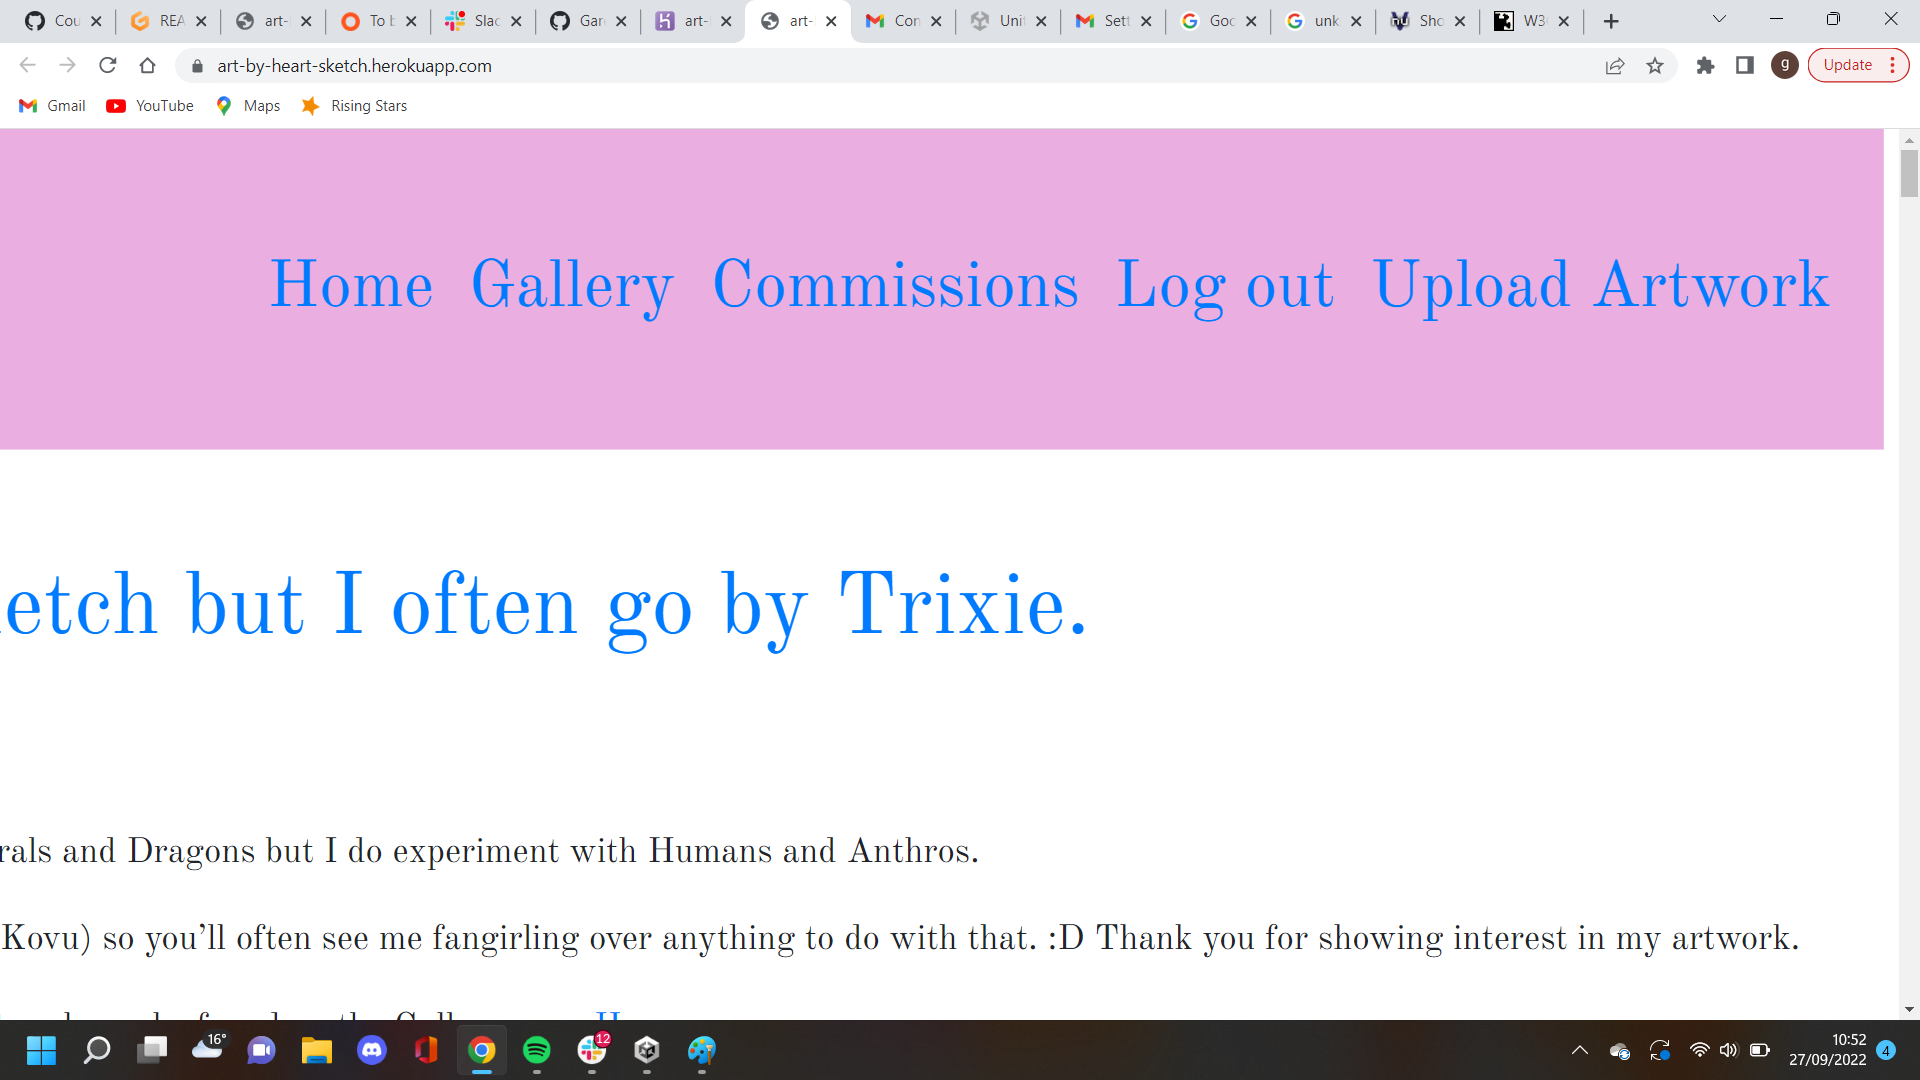 Cou REA art- To b Slac Gar art- art- Con Unit Sett Goo unk Sho W3
art-by-heart-sketch.herokuapp.com
g Update
Gmail YouTube Maps Rising Stars
Home Gallery Commissions Log out Upload Artwork
etch but I often go by Trixie.
rals and Dragons but I do experiment with Humans and Anthros.
Kovu) so you’ll often see me fangirling over anything to do with that. :D Thank you for showing interest in my artwork.
16° 12 10:52
27/09/2022 4